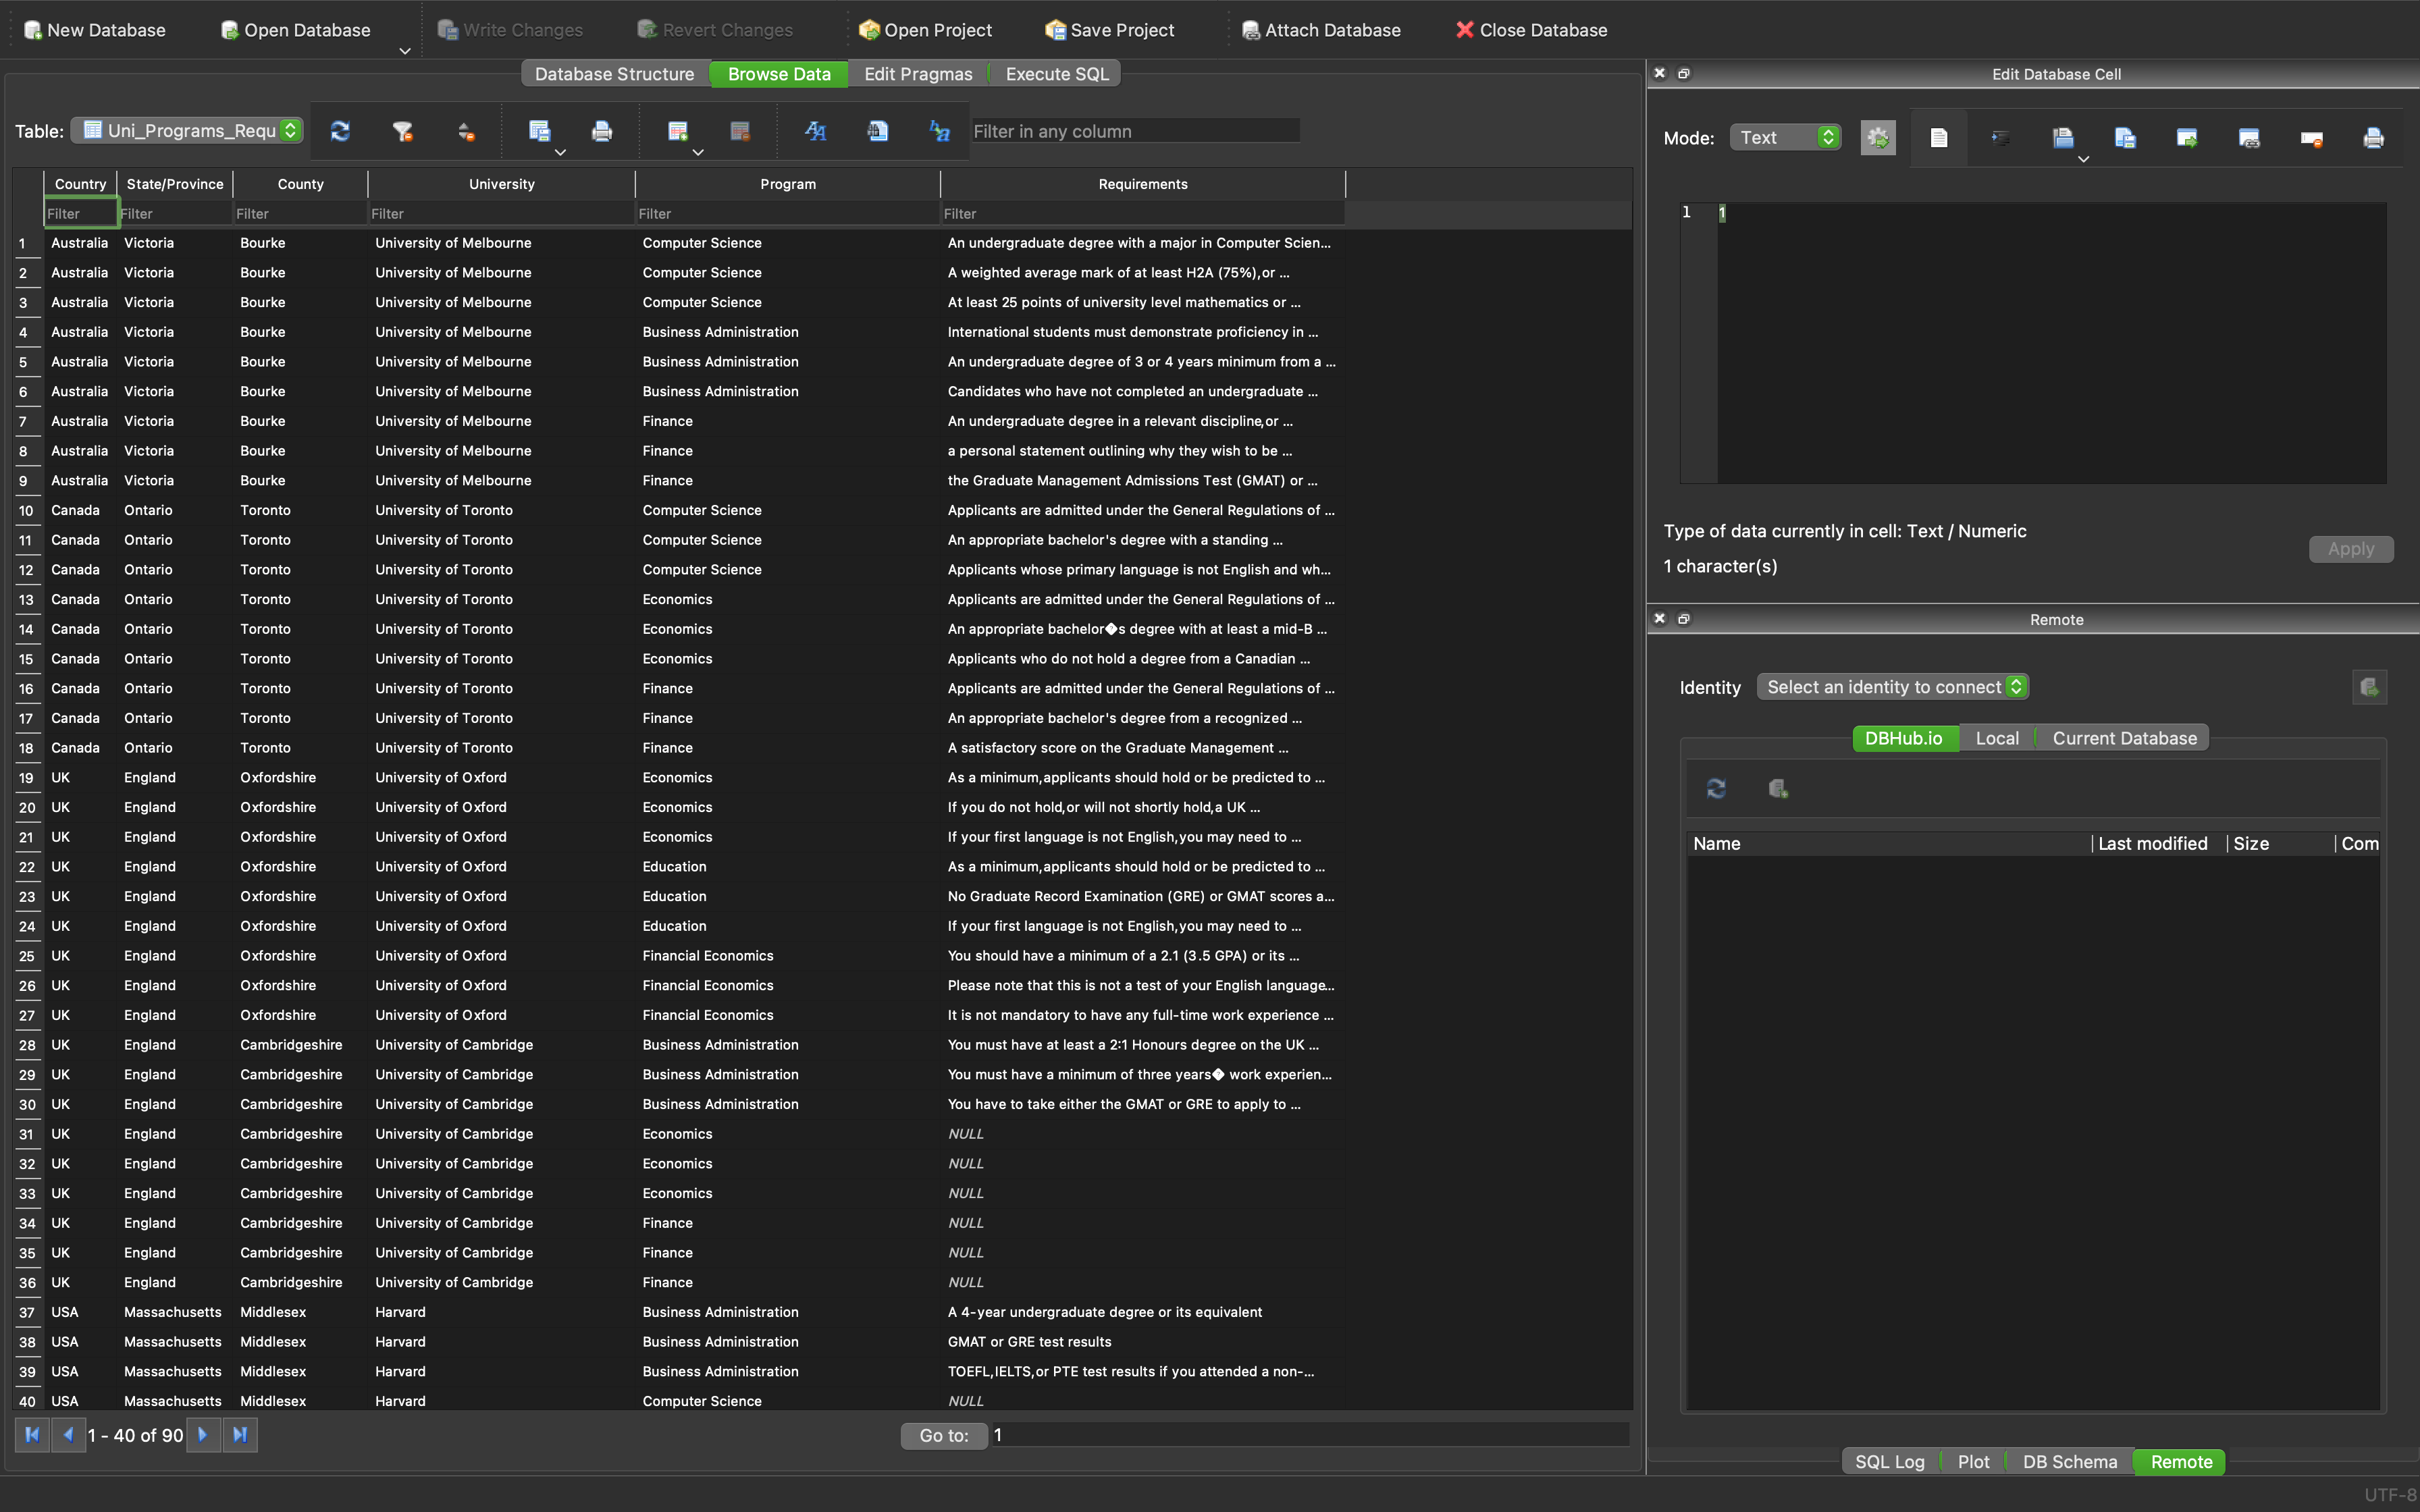 New Database Open Database Write Changes Revert Changes Open Project Save Project Attach Database Close Database
Database Structure Browse Data Edit Pragmas Execute SQL
Table: Uni_Programs_Requ Filter in any column
Country State/Province County University Program Requirements
Filter Filter Filter Filter Filter Filter
1 Australia Victoria Bourke University of Melbourne Computer Science An undergraduate degree with a major in Computer Scien...
2 Australia Victoria Bourke University of Melbourne Computer Science A weighted average mark of at least H2A (75%),or ...
3 Australia Victoria Bourke University of Melbourne Computer Science At least 25 points of university level mathematics or ...
4 Australia Victoria Bourke University of Melbourne Business Administration International students must demonstrate proficiency in ...
5 Australia Victoria Bourke University of Melbourne Business Administration An undergraduate degree of 3 or 4 years minimum from a ...
6 Australia Victoria Bourke University of Melbourne Business Administration Candidates who have not completed an undergraduate ...
7 Australia Victoria Bourke University of Melbourne Finance An undergraduate degree in a relevant discipline,or ...
8 Australia Victoria Bourke University of Melbourne Finance a personal statement outlining why they wish to be ...
9 Australia Victoria Bourke University of Melbourne Finance the Graduate Management Admissions Test (GMAT) or ...
10 Canada Ontario Toronto University of Toronto Computer Science Applicants are admitted under the General Regulations of ...
11 Canada Ontario Toronto University of Toronto Computer Science An appropriate bachelor's degree with a standing ...
12 Canada Ontario Toronto University of Toronto Computer Science Applicants whose primary language is not English and wh...
13 Canada Ontario Toronto University of Toronto Economics Applicants are admitted under the General Regulations of ...
14 Canada Ontario Toronto University of Toronto Economics An appropriate bachelor�s degree with at least a mid-B ...
15 Canada Ontario Toronto University of Toronto Economics Applicants who do not hold a degree from a Canadian ...
16 Canada Ontario Toronto University of Toronto Finance Applicants are admitted under the General Regulations of ...
17 Canada Ontario Toronto University of Toronto Finance An appropriate bachelor's degree from a recognized ...
18 Canada Ontario Toronto University of Toronto Finance A satisfactory score on the Graduate Management ...
19 UK England Oxfordshire University of Oxford Economics As a minimum,applicants should hold or be predicted to ...
20 UK England Oxfordshire University of Oxford Economics If you do not hold,or will not shortly hold,a UK ...
21 UK England Oxfordshire University of Oxford Economics If your first language is not English,you may need to ...
22 UK England Oxfordshire University of Oxford Education As a minimum,applicants should hold or be predicted to ...
23 UK England Oxfordshire University of Oxford Education No Graduate Record Examination (GRE) or GMAT scores a...
24 UK England Oxfordshire University of Oxford Education If your first language is not English,you may need to ...
25 UK England Oxfordshire University of Oxford Financial Economics You should have a minimum of a 2.1 (3.5 GPA) or its ...
26 UK England Oxfordshire University of Oxford Financial Economics Please note that this is not a test of your English language...
27 UK England Oxfordshire University of Oxford Financial Economics It is not mandatory to have any full-time work experience ...
28 UK England Cambridgeshire University of Cambridge Business Administration You must have at least a 2:1 Honours degree on the UK ...
29 UK England Cambridgeshire University of Cambridge Business Administration You must have a minimum of three years� work experien...
30 UK England Cambridgeshire University of Cambridge Business Administration You have to take either the GMAT or GRE to apply to ...
31 UK England Cambridgeshire University of Cambridge Economics NULL
32 UK England Cambridgeshire University of Cambridge Economics NULL
33 UK England Cambridgeshire University of Cambridge Economics NULL
34 UK England Cambridgeshire University of Cambridge Finance NULL
35 UK England Cambridgeshire University of Cambridge Finance NULL
36 UK England Cambridgeshire University of Cambridge Finance NULL
37 USA Massachusetts Middlesex Harvard Business Administration A 4-year undergraduate degree or its equivalent
38 USA Massachusetts Middlesex Harvard Business Administration GMAT or GRE test results
39 USA Massachusetts Middlesex Harvard Business Administration TOEFL,IELTS,or PTE test results if you attended a non-...
40 USA Massachusetts Middlesex Harvard Computer Science NULL
1 - 40 of 90 Go to: 1
Edit Database Cell
Mode: Text
1 1
Type of data currently in cell: Text / Numeric
Apply
1 character(s)
Remote
Identity Select an identity to connect
DBHub.io Local Current Database
Name Last modified Size Com
SQL Log Plot DB Schema Remote
UTF-8